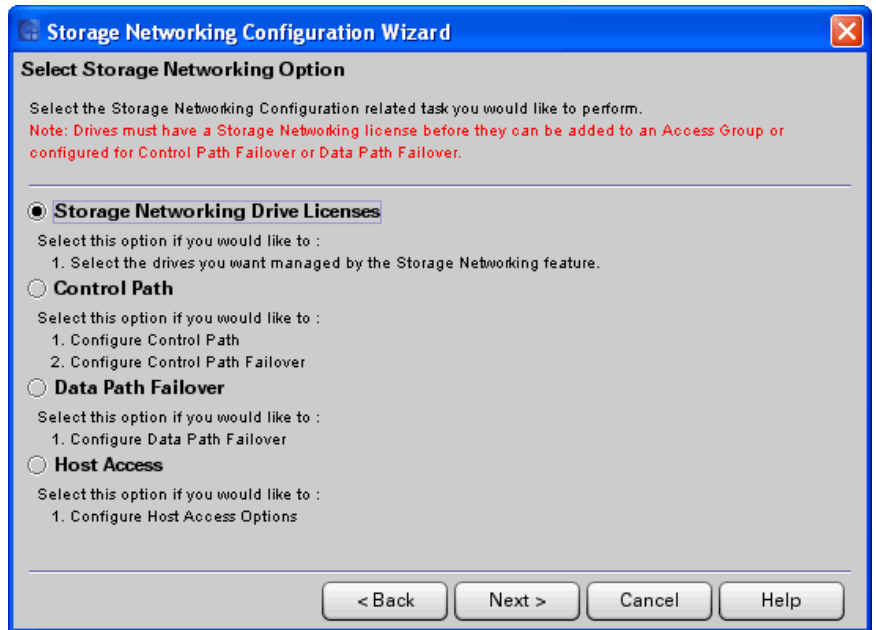 Storage Networking Configuration Wizard
Select Storage Networking Option
Select the Storage Networking Configuration related task you would like to perform.
Note: Drives must have a Storage Networking license before they can be added to an Access Group or
configured for Control Path Failover or Data Path Failover.
Storage Networking Drive Licenses
Select this option if you would like to :
1. Select the drives you want managed by the Storage Networking feature.
Control Path
Select this option if you would like to :
1. Configure Control Path
2. Configure Control Path Failover
Data Path Failover
Select this option if you would like to :
1. Configure Data Path Failover
Host Access
Select this option if you would like to :
1. Configure Host Access Options
< Back Next > Cancel Help